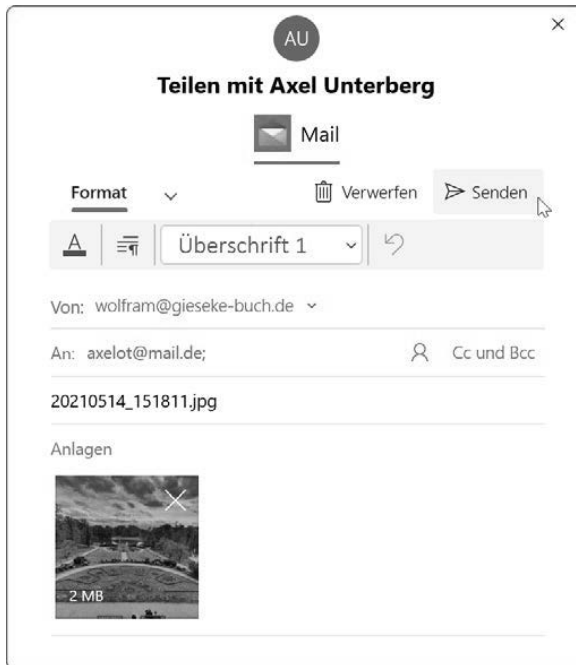 AU
Teilen mit Axel Unterberg
Mail
Format Verwerfen Senden
A Überschrift 1
Von: wolfram@gieseke-buch.de
An: axelot@mail.de; Cc und Bcc
20210514_151811.jpg
Anlagen
2 MB